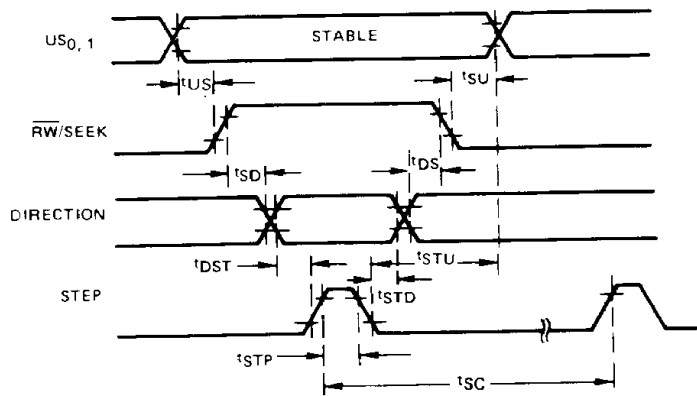 US0, 1
STABLE
tUS
tSU
RW/SEEK
tSD
tDS
DIRECTION
tDST
tSTU
tSTD
STEP
tSTP
tSC